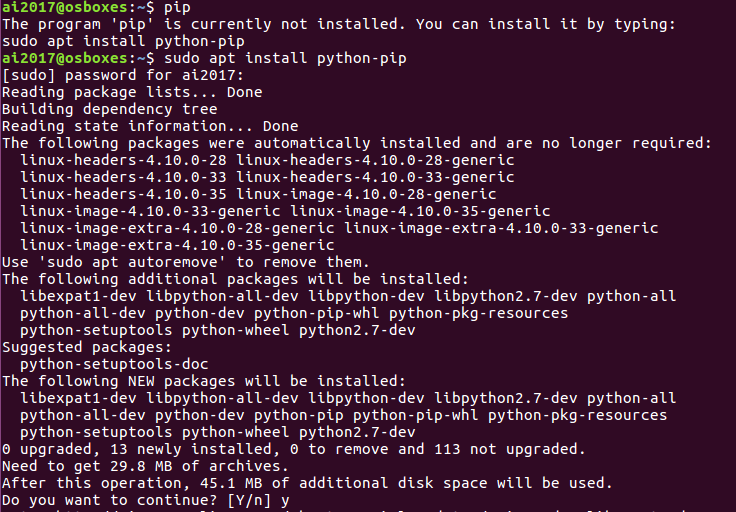 ai2017@osboxes:~$ pip
The program 'pip' is currently not installed. You can install it by typing:
sudo apt install python-pip
ai2017@osboxes:~$ sudo apt install python-pip
[sudo] password for ai2017:
Reading package lists... Done
Building dependency tree
Reading state information... Done
The following packages were automatically installed and are no longer required:
  linux-headers-4.10.0-28 linux-headers-4.10.0-28-generic
  linux-headers-4.10.0-33 linux-headers-4.10.0-33-generic
  linux-headers-4.10.0-35 linux-image-4.10.0-28-generic
  linux-image-4.10.0-33-generic linux-image-4.10.0-35-generic
  linux-image-extra-4.10.0-28-generic linux-image-extra-4.10.0-33-generic
  linux-image-extra-4.10.0-35-generic
Use 'sudo apt autoremove' to remove them.
The following additional packages will be installed:
  libexpat1-dev libpython-all-dev libpython-dev libpython2.7-dev python-all
  python-all-dev python-dev python-pip-whl python-pkg-resources
  python-setuptools python-wheel python2.7-dev
Suggested packages:
  python-setuptools-doc
The following NEW packages will be installed:
  libexpat1-dev libpython-all-dev libpython-dev libpython2.7-dev python-all
  python-all-dev python-dev python-pip python-pip-whl python-pkg-resources
  python-setuptools python-wheel python2.7-dev
0 upgraded, 13 newly installed, 0 to remove and 113 not upgraded.
Need to get 29.8 MB of archives.
After this operation, 45.1 MB of additional disk space will be used.
Do you want to continue? [Y/n] y